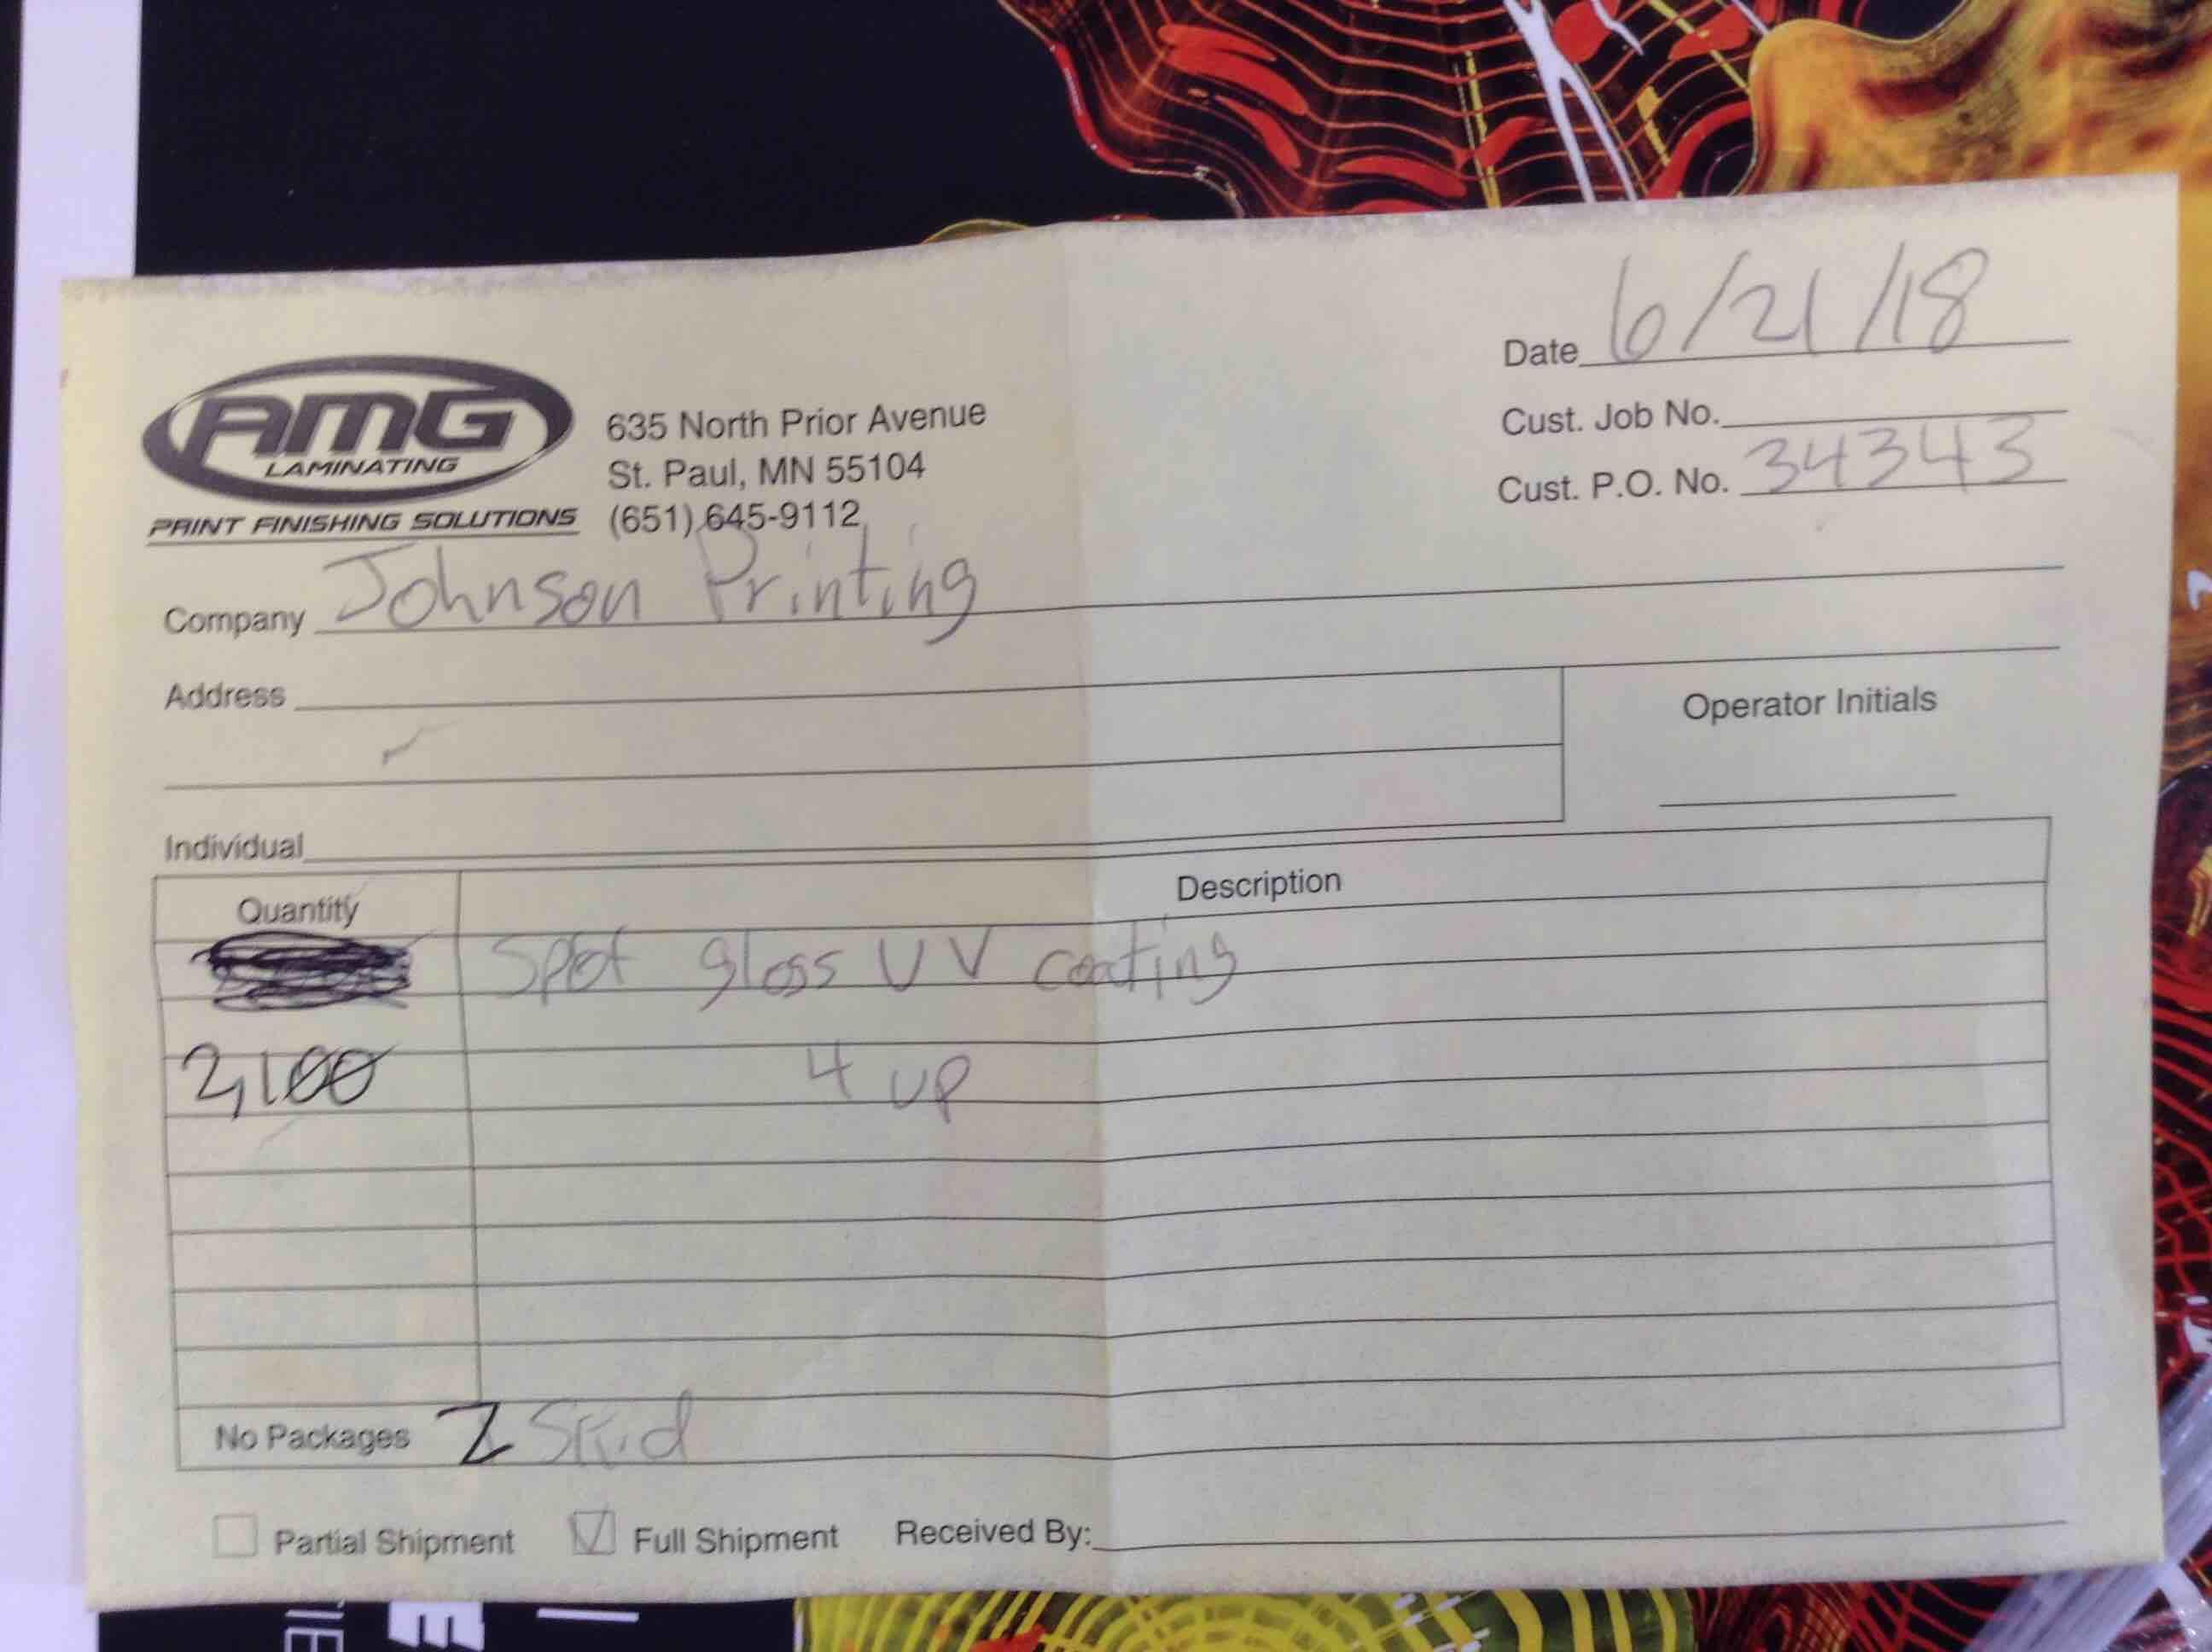 AMG
LAMINATING
PRINT FINISHING SOLUTIONS
635 North Prior Avenue
St. Paul, MN 55104
(651) 645-9112
Date 6/21/18
Cust. Job No.
Cust. P.O. No. 34343
Company Johnson Printing
Address
Operator Initials
Individual
Quantity Description
Spot gloss UV coating
2,100 4 UP
No Packages 2 Skid
Partial Shipment Full Shipment Received By: